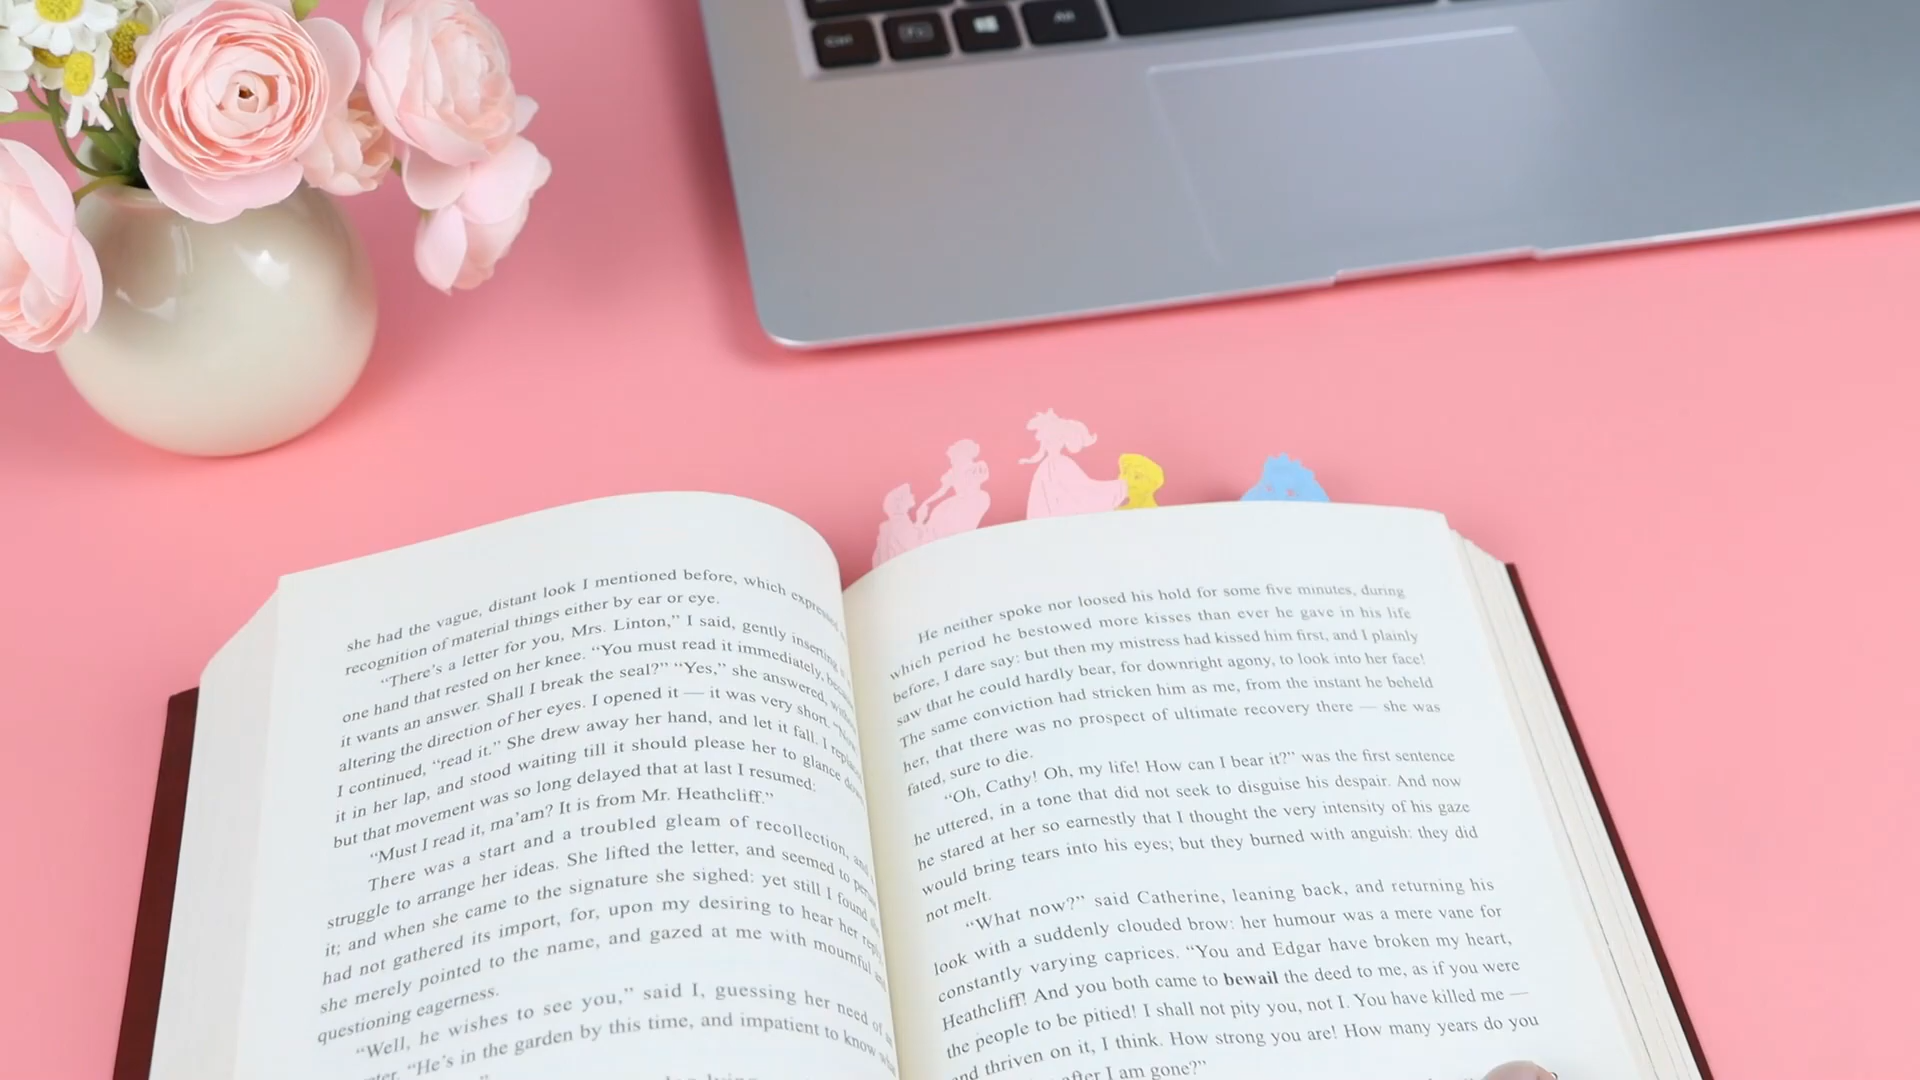 Ctrl
Fn
Alt
she had the vague, distant look I mentioned before, which
recognition of material things either by ear or eye.
“There’s a letter for you, Mrs. Linton,” I said, gently inserting
one hand that rested on her knee. “You must read it immediately,
it wants an answer. Shall I break the seal?” “Yes,” she answered,
altering the direction of her eyes. I opened it — it was very short. “Now
I continued, “read it.” She drew away her hand, and let it fall. I
it in her lap, and stood waiting till it should please her to glance down
but that movement was so long delayed that at last I resumed:
“Must I read it, ma’am? It is from Mr. Heathcliff.”
There was a start and a troubled gleam of recollection,
struggle to arrange her ideas. She lifted the letter, and seemed to
it; and when she came to the signature she sighed: yet still I found
had not gathered its import, for, upon my desiring to hear her reply,
she merely pointed to the name, and gazed at me with mournful
questioning eagerness.
“Well, he wishes to see you,” said I, guessing her need of
“He’s in the garden by this time, and impatient to know
He neither spoke nor loosed his hold for some five minutes, during
which period he bestowed more kisses than ever he gave in his life
before, I dare say: but then my mistress had kissed him first, and I plainly
saw that he could hardly bear, for downright agony, to look into her face!
The same conviction had stricken him as me, from the instant he beheld
her, that there was no prospect of ultimate recovery there — she was
fated, sure to die.
“Oh, Cathy! Oh, my life! How can I bear it?” was the first sentence
he uttered, in a tone that did not seek to disguise his despair. And now
he stared at her so earnestly that I thought the very intensity of his gaze
would bring tears into his eyes; but they burned with anguish: they did
not melt.
“What now?” said Catherine, leaning back, and returning his
look with a suddenly clouded brow: her humour was a mere vane for
constantly varying caprices. “You and Edgar have broken my heart,
Heathcliff! And you both came to bewail the deed to me, as if you were
the people to be pitied! I shall not pity you, not I. You have killed me —
and thriven on it, I think. How strong you are! How many years do you
after I am gone?”